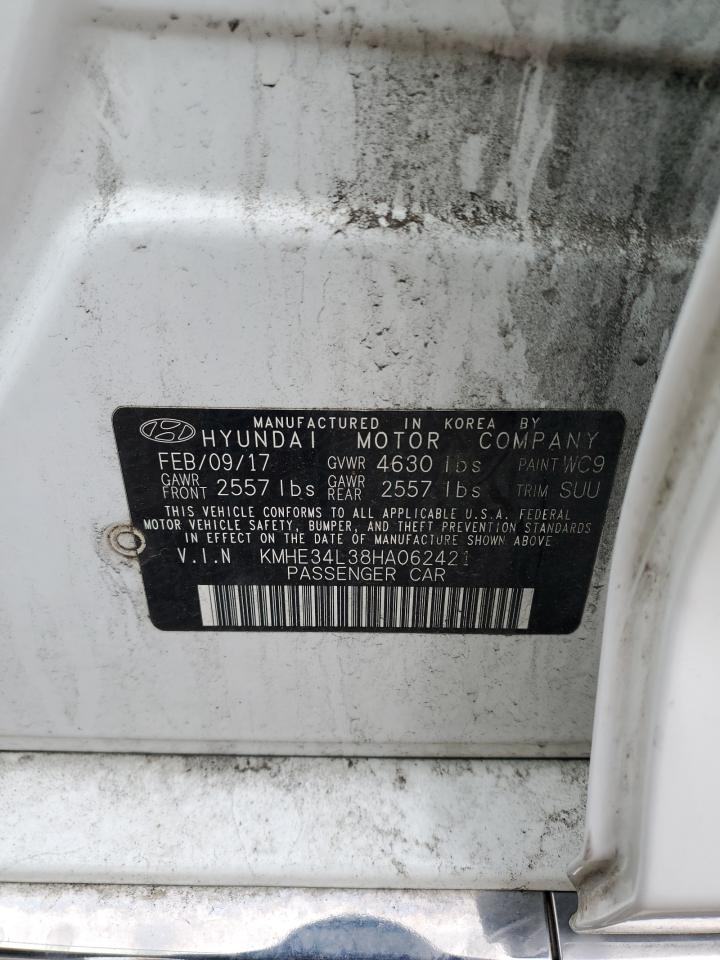 MANUFACTURED IN KOREA BY
HYUNDAI MOTOR COMPANY
FEB/09/17 GVWR 4630 lbs PAINT WC9
GAWR FRONT 2557 lbs GAWR REAR 2557 lbs TRIM SUU
THIS VEHICLE CONFORMS TO ALL APPLICABLE U.S.A. FEDERAL
MOTOR VEHICLE SAFETY, BUMPER, AND THEFT PREVENTION STANDARDS
IN EFFECT ON THE DATE OF MANUFACTURE SHOWN ABOVE
V.I.N KMHE34L38HA062421
PASSENGER CAR